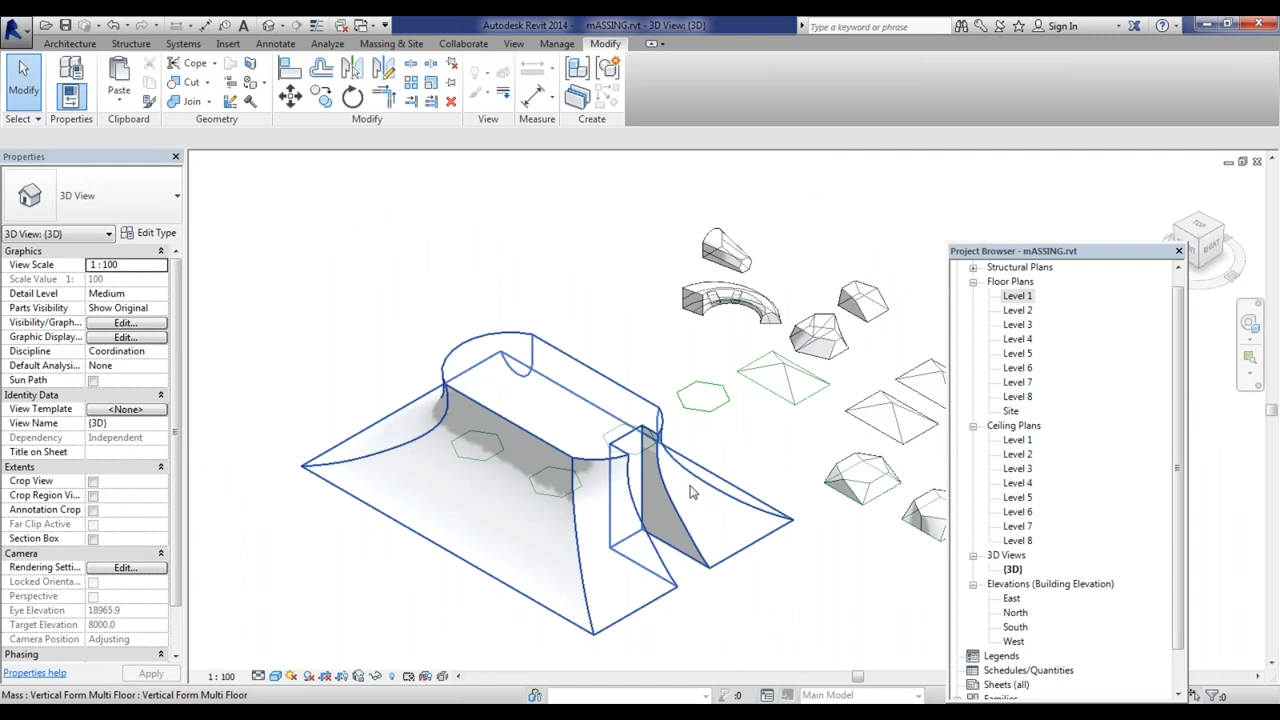 Autodesk Revit 2014 - mASSING.rvt - 3D View: {3D}
Type a keyword or phrase
Sign In
Architecture Structure Systems Insert Annotate Analyze Massing & Site Collaborate View Manage Modify
Modify
Paste
Cope
Cut
Join
Select Properties Clipboard Geometry Modify View Measure Create
Properties
3D View
3D View: {3D}
Edit Type
Graphics
View Scale 1 : 100
Scale Value 1: 100
Detail Level Medium
Parts Visibility Show Original
Visibility/Graph... Edit...
Graphic Display... Edit...
Discipline Coordination
Default Analysi... None
Sun Path
Identity Data
View Template <None>
View Name {3D}
Dependency Independent
Title on Sheet
Extents
Crop View
Crop Region Vi...
Annotation Crop
Far Clip Active
Section Box
Camera
Rendering Setti... Edit...
Locked Orienta...
Perspective
Eye Elevation 18965.9
Target Elevation 8000.0
Camera Position Adjusting
Phasing
Properties help
Apply
TOP
RIGHT
Project Browser - mASSING.rvt
Structural Plans
Floor Plans
Level 1
Level 2
Level 3
Level 4
Level 5
Level 6
Level 7
Level 8
Site
Ceiling Plans
Level 1
Level 2
Level 3
Level 4
Level 5
Level 6
Level 7
Level 8
3D Views
{3D}
Elevations (Building Elevation)
East
North
South
West
Legends
Schedules/Quantities
Sheets (all)
Families
1 : 100
Mass : Vertical Form Multi Floor : Vertical Form Multi Floor
:0
Main Model
:0